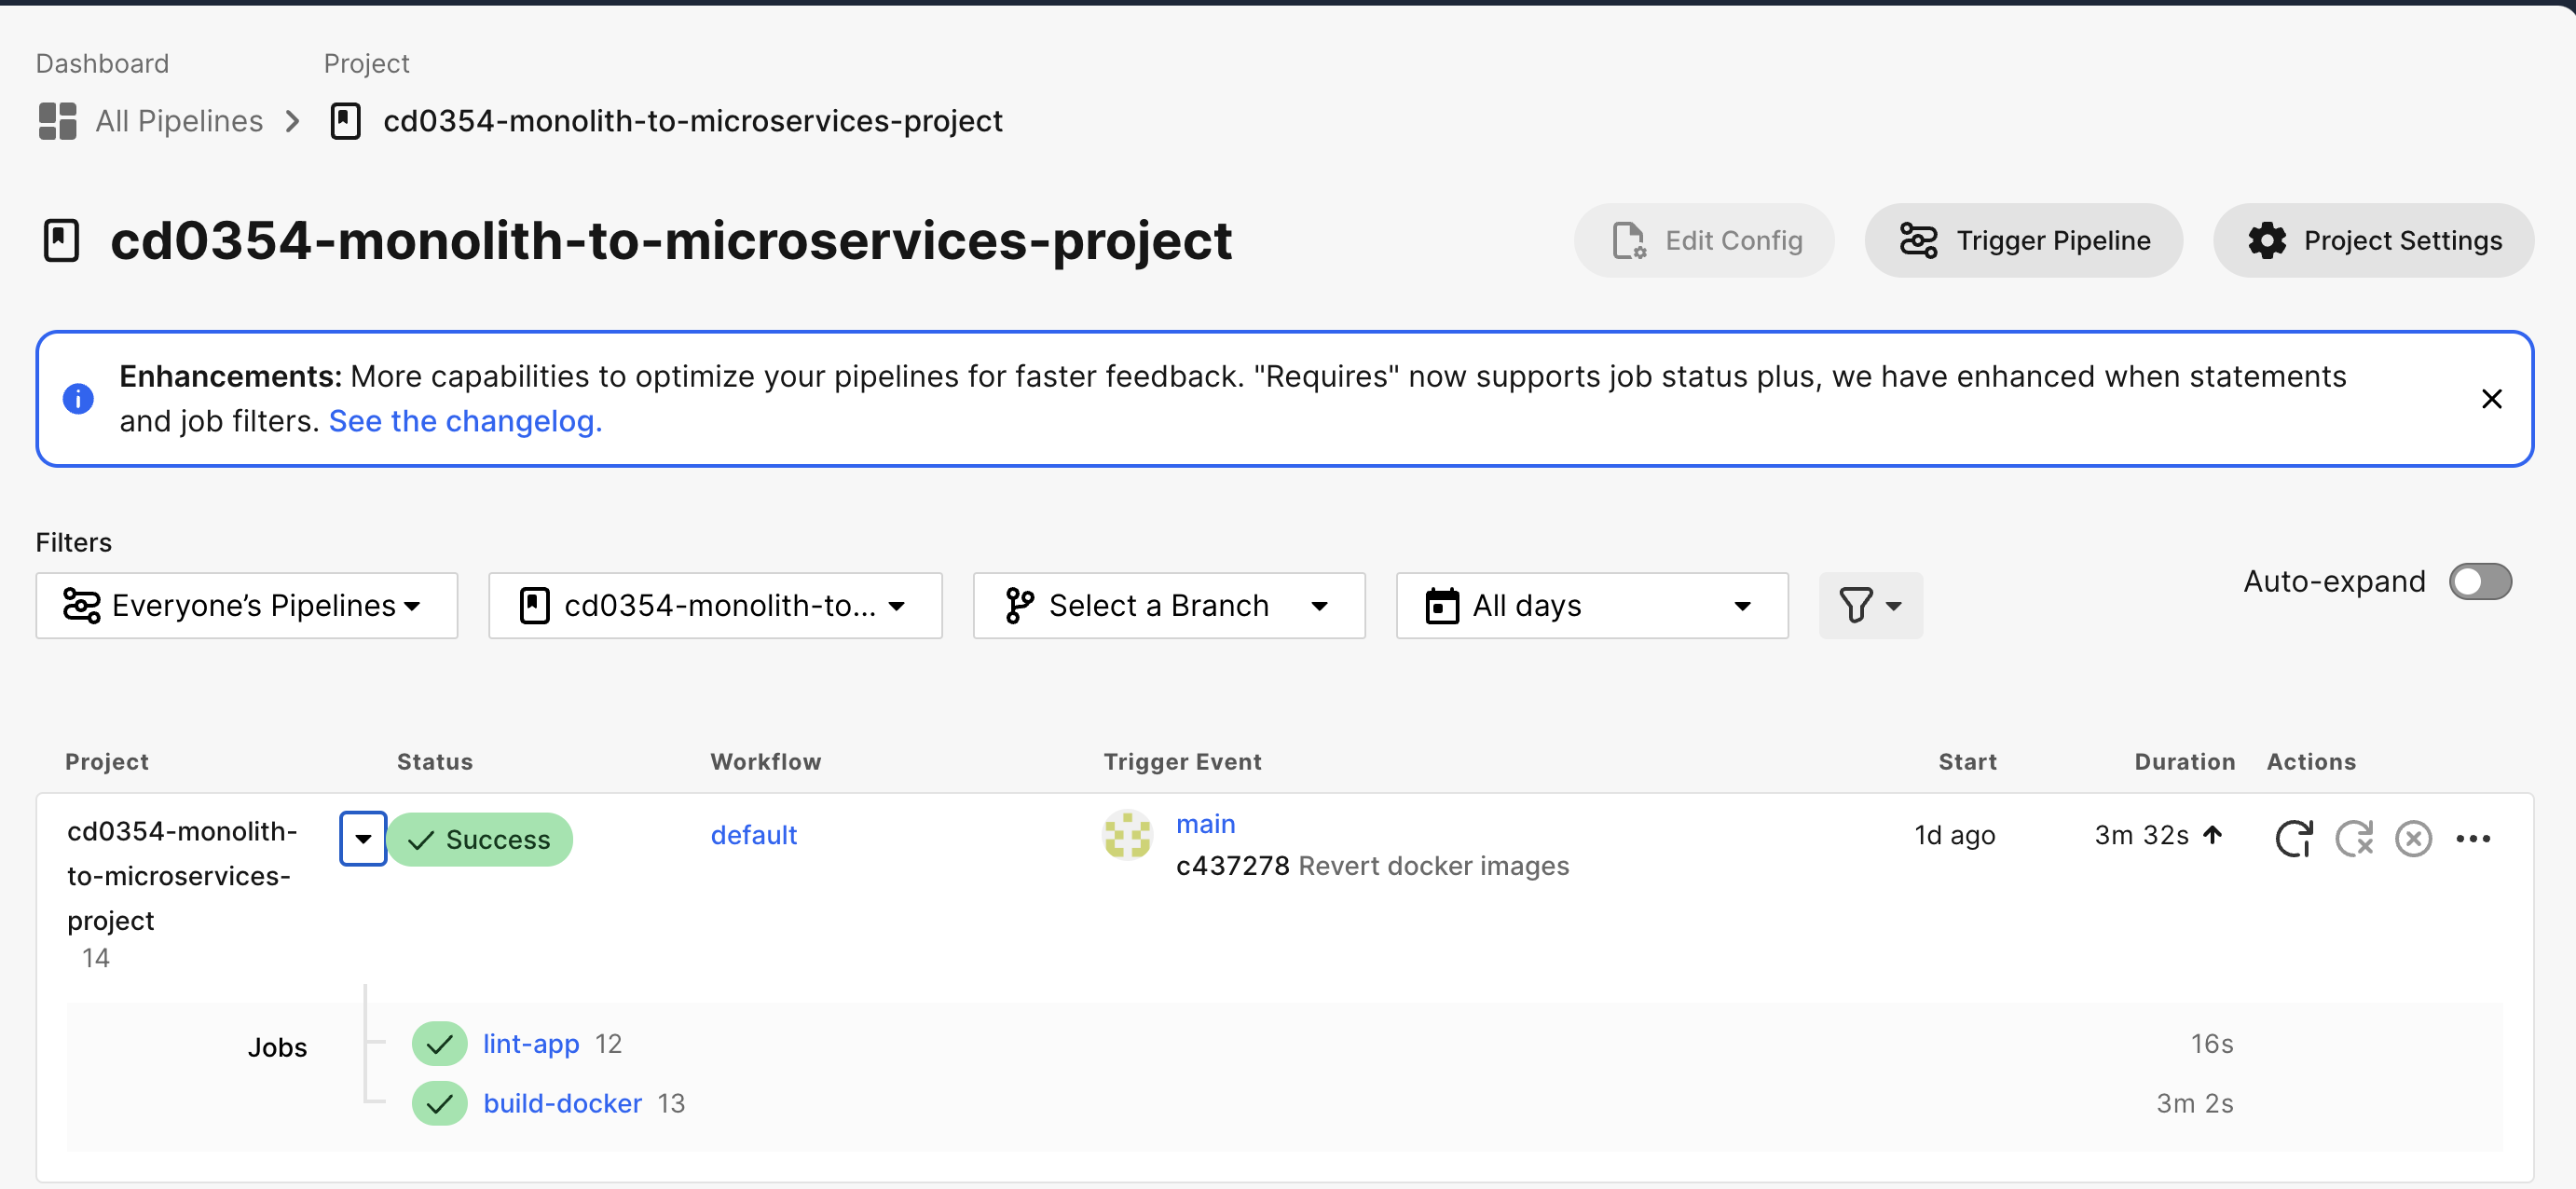 Dashboard
Project
All Pipelines
cd0354-monolith-to-microservices-project
cd0354-monolith-to-microservices-project
Edit Config
Trigger Pipeline
Project Settings
Enhancements: More capabilities to optimize your pipelines for faster feedback. "Requires" now supports job status plus, we have enhanced when statements
and job filters. See the changelog.
Filters
Everyone’s Pipelines
cd0354-monolith-to...
Select a Branch
All days
Auto-expand
Project
Status
Workflow
Trigger Event
Start
Duration
Actions
cd0354-monolith-
to-microservices-
project
14
Success
default
main
c437278 Revert docker images
1d ago
3m 32s
Jobs
lint-app 12
16s
build-docker 13
3m 2s